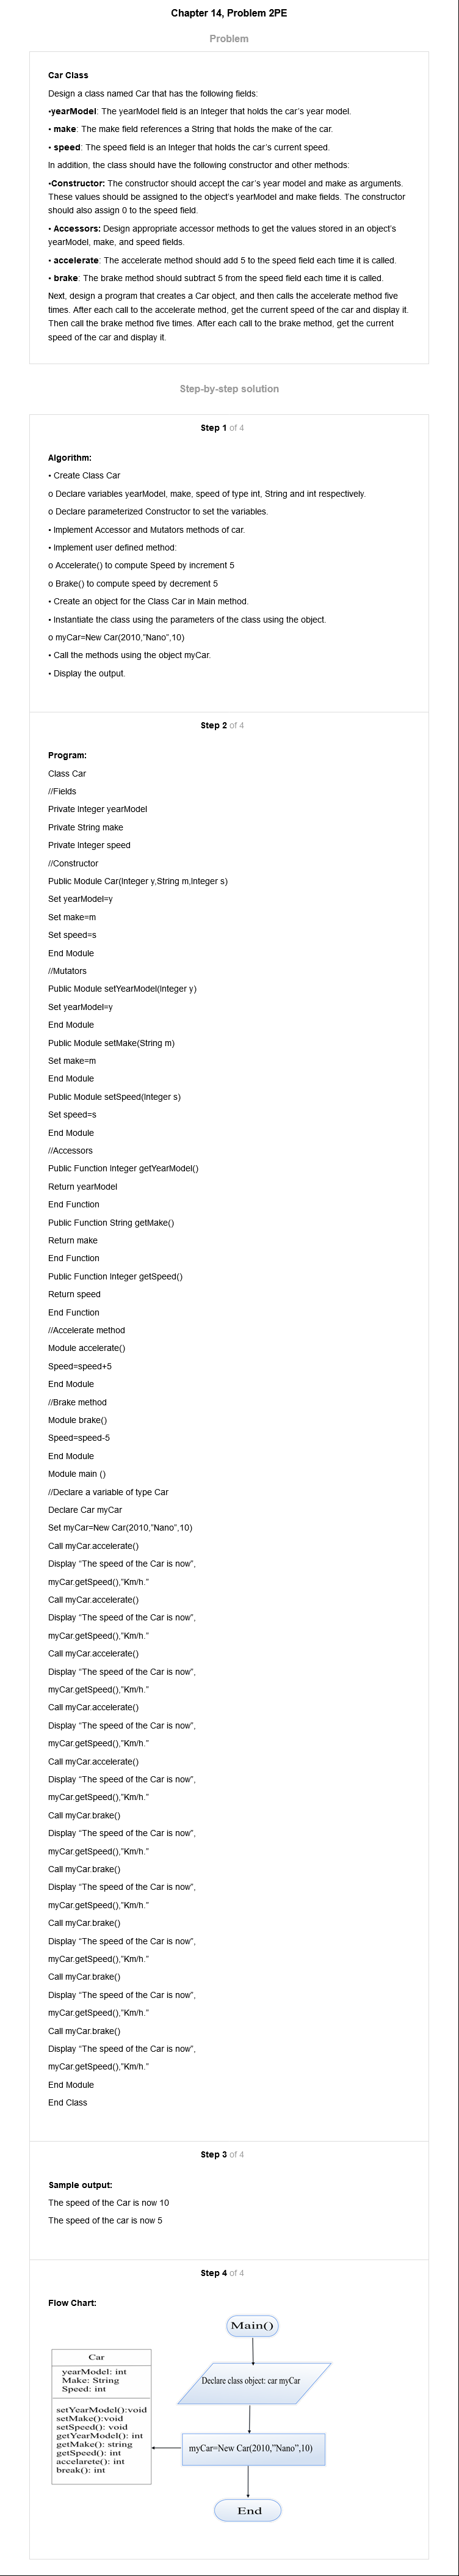 Chapter 14, Problem 2PE
Problem
Car Class
Design a class named Car that has the following fields:
•yearModel: The yearModel field is an Integer that holds the car's year model.
• make: The make field references a String that holds the make of the car.
• speed: The speed field is an Integer that holds the car's current speed.
In addition, the class should have the following constructor and other methods:
•Constructor: The constructor should accept the car's year model and make as arguments.
These values should be assigned to the object's yearModel and make fields. The constructor
should also assign 0 to the speed field.
• Accessors: Design appropriate accessor methods to get the values stored in an object's
yearModel, make, and speed fields.
• accelerate: The accelerate method should add 5 to the speed field each time it is called.
• brake: The brake method should subtract 5 from the speed field each time it is called.
Next, design a program that creates a Car object, and then calls the accelerate method five
times. After each call to the accelerate method, get the current speed of the car and display it.
Then call the brake method five times. After each call to the brake method, get the current
speed of the car and display it.
Step-by-step solution
Step 1 of 4
Algorithm:
• Create Class Car
o Declare variables yearModel, make, speed of type int, String and int respectively.
o Declare parameterized Constructor to set the variables.
• Implement Accessor and Mutators methods of car.
• Implement user defined method:
o Accelerate() to compute Speed by increment 5
o Brake() to compute speed by decrement 5
• Create an object for the Class Car in Main method.
• Instantiate the class using the parameters of the class using the object.
o myCar=New Car(2010,"Nano",10)
• Call the methods using the object myCar.
• Display the output.
Step 2 of 4
Program:
Class Car
//Fields
Private Integer yearModel
Private String make
Private Integer speed
//Constructor
Public Module Car(Integer y,String m,Integer s)
Set yearModel=y
Set make=m
Set speed=s
End Module
//Mutators
Public Module setYearModel(Integer y)
Set yearModel=y
End Module
Public Module setMake(String m)
Set make=m
End Module
Public Module setSpeed(Integer s)
Set speed=s
End Module
//Accessors
Public Function Integer getYearModel()
Return yearModel
End Function
Public Function String getMake()
Return make
End Function
Public Function Integer getSpeed()
Return speed
End Function
//Accelerate method
Module accelerate()
Speed=speed+5
End Module
//Brake method
Module brake()
Speed=speed-5
End Module
Module main ()
//Declare a variable of type Car
Declare Car myCar
Set myCar=New Car(2010,"Nano",10)
Call myCar.accelerate()
Display "The speed of the Car is now",
myCar.getSpeed(),"Km/h."
Call myCar.accelerate()
Display "The speed of the Car is now",
myCar.getSpeed(),"Km/h."
Call myCar.accelerate()
Display "The speed of the Car is now",
myCar.getSpeed(),"Km/h."
Call myCar.accelerate()
Display "The speed of the Car is now",
myCar.getSpeed(),"Km/h."
Call myCar.accelerate()
Display "The speed of the Car is now",
myCar.getSpeed(),"Km/h."
Call myCar.brake()
Display "The speed of the Car is now",
myCar.getSpeed(),"Km/h."
Call myCar.brake()
Display "The speed of the Car is now",
myCar.getSpeed(),"Km/h."
Call myCar.brake()
Display "The speed of the Car is now",
myCar.getSpeed(),"Km/h."
Call myCar.brake()
Display "The speed of the Car is now",
myCar.getSpeed(),"Km/h."
Call myCar.brake()
Display "The speed of the Car is now",
myCar.getSpeed(),"Km/h."
End Module
End Class
Step 3 of 4
Sample output:
The speed of the Car is now 10
The speed of the car is now 5
Step 4 of 4
Flow Chart:
Main()
Declare class object: car myCar
myCar=New Car(2010,"Nano",10)
End
Car
yearModel: int
Make: String
Speed: int
setYearModel():void
setMake():void
setSpeed(): void
getYearModel(): int
getMake(): string
getSpeed(): int
accelarete(): int
break(): int